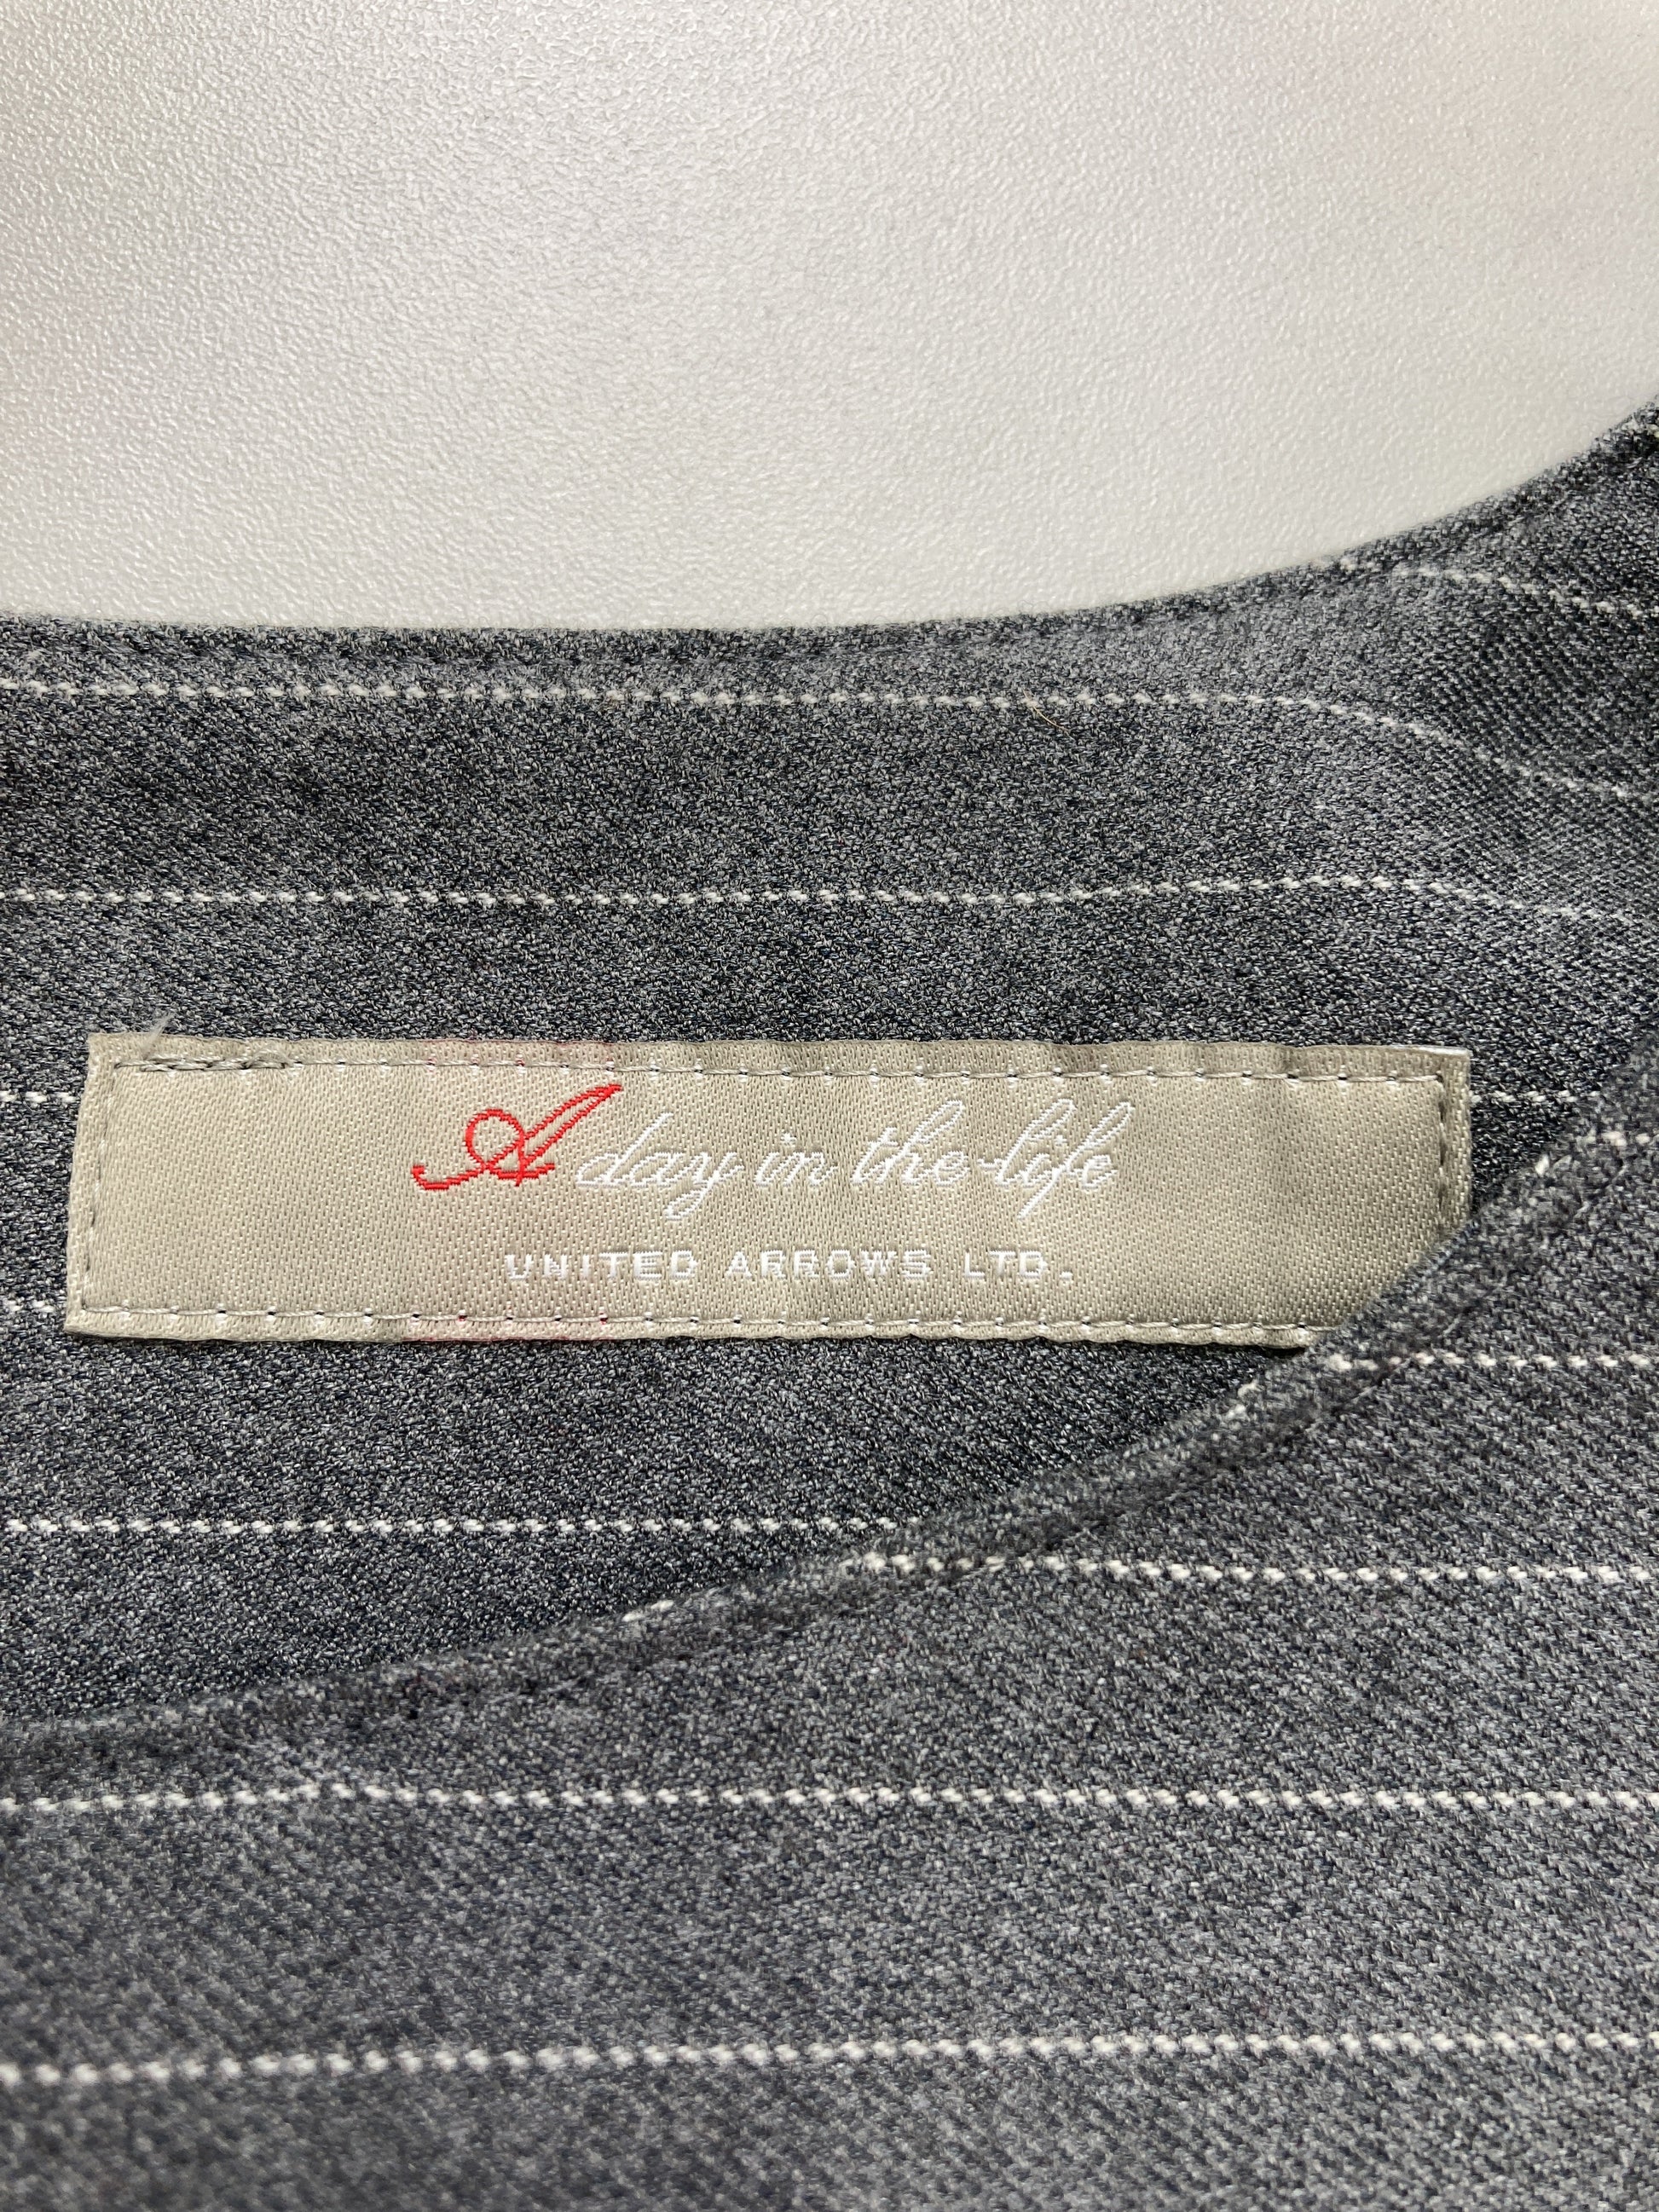 A day in the life
UNITED ARROWS LTD.